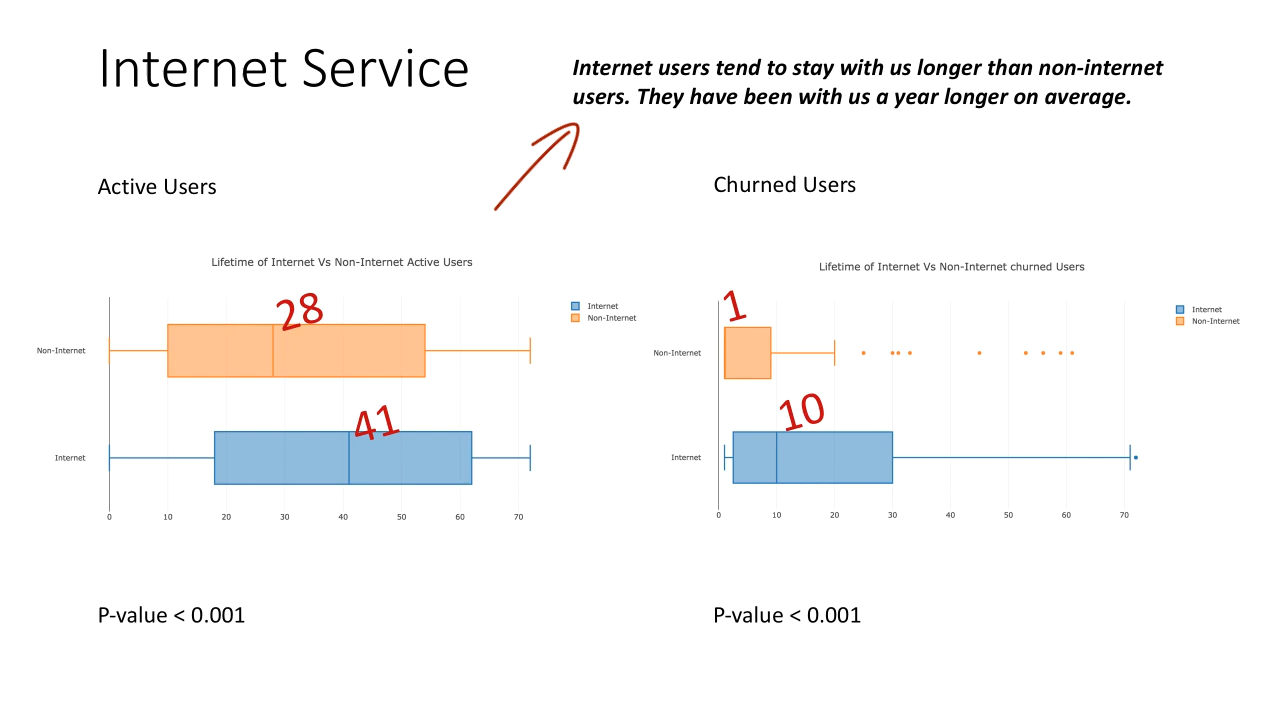 Internet Service
Internet users tend to stay with us longer than non-internet
users. They have been with us a year longer on average.
Active Users
Churned Users
Lifetime of Internet Vs Non-Internet Active Users
28
Internet
Non-Internet
Non-Internet
41
Internet
0 10 20 30 40 50 60 70
Lifetime of Internet Vs Non-Internet churned Users
1
Internet
Non-Internet
Non-Internet
10
Internet
0 10 20 30 40 50 60 70
P-value < 0.001
P-value < 0.001